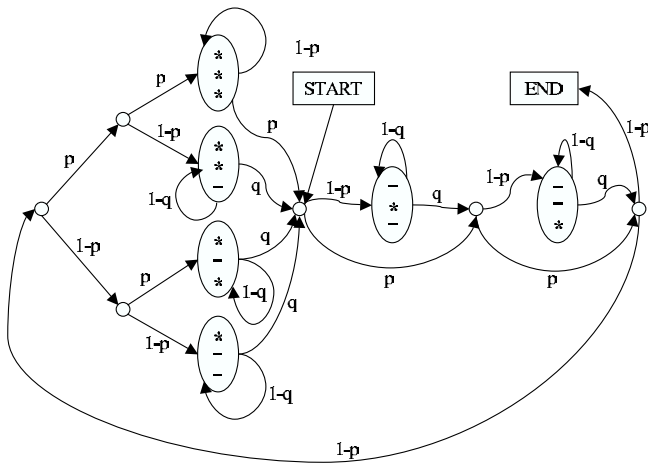 1-p
START
END
p
* * *
1-p
p
1-p
* * –
1-q
q
1-q
1-p
– * –
q
1-p
1-q
– – *
q
p
p
1-p
p
* – *
q
1-q
1-p
* – –
q
1-q
p
p
1-p